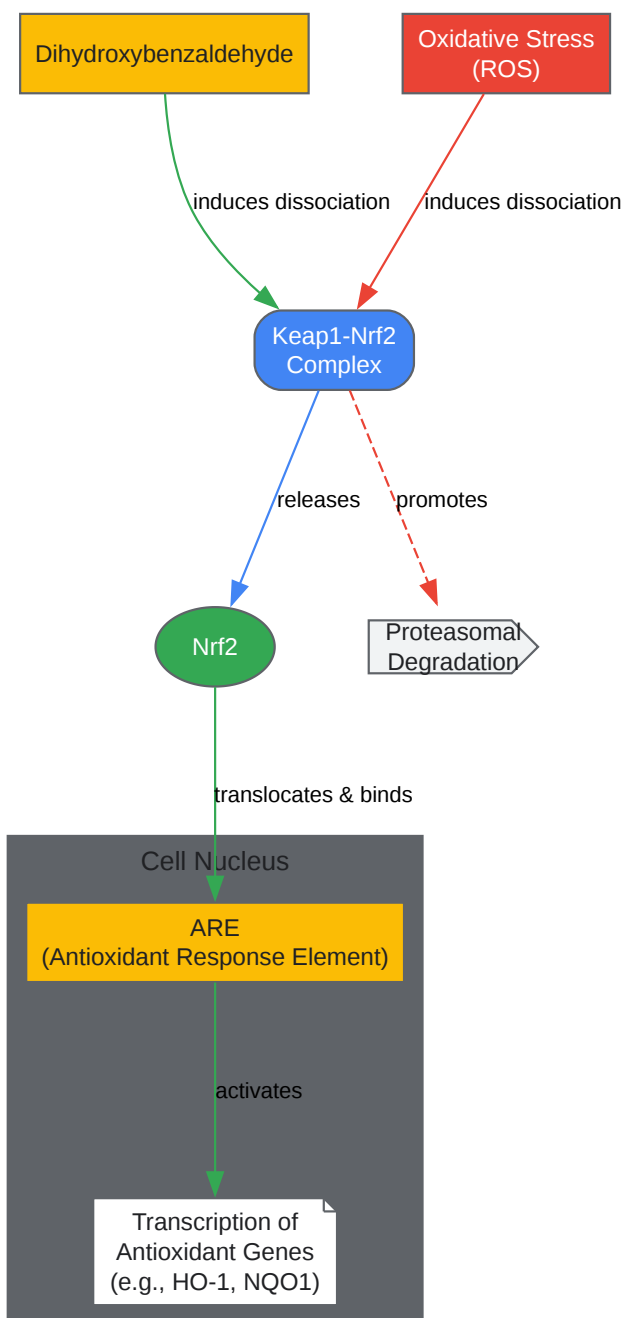 Dihydroxybenzaldehyde
Oxidative Stress
(ROS)
induces dissociation
induces dissociation
Keap1-Nrf2
Complex
releases
promotes
Nrf2
Proteasomal
Degradation
translocates & binds
Cell Nucleus
ARE
(Antioxidant Response Element)
activates
Transcription of
Antioxidant Genes
(e.g., HO-1, NQO1)